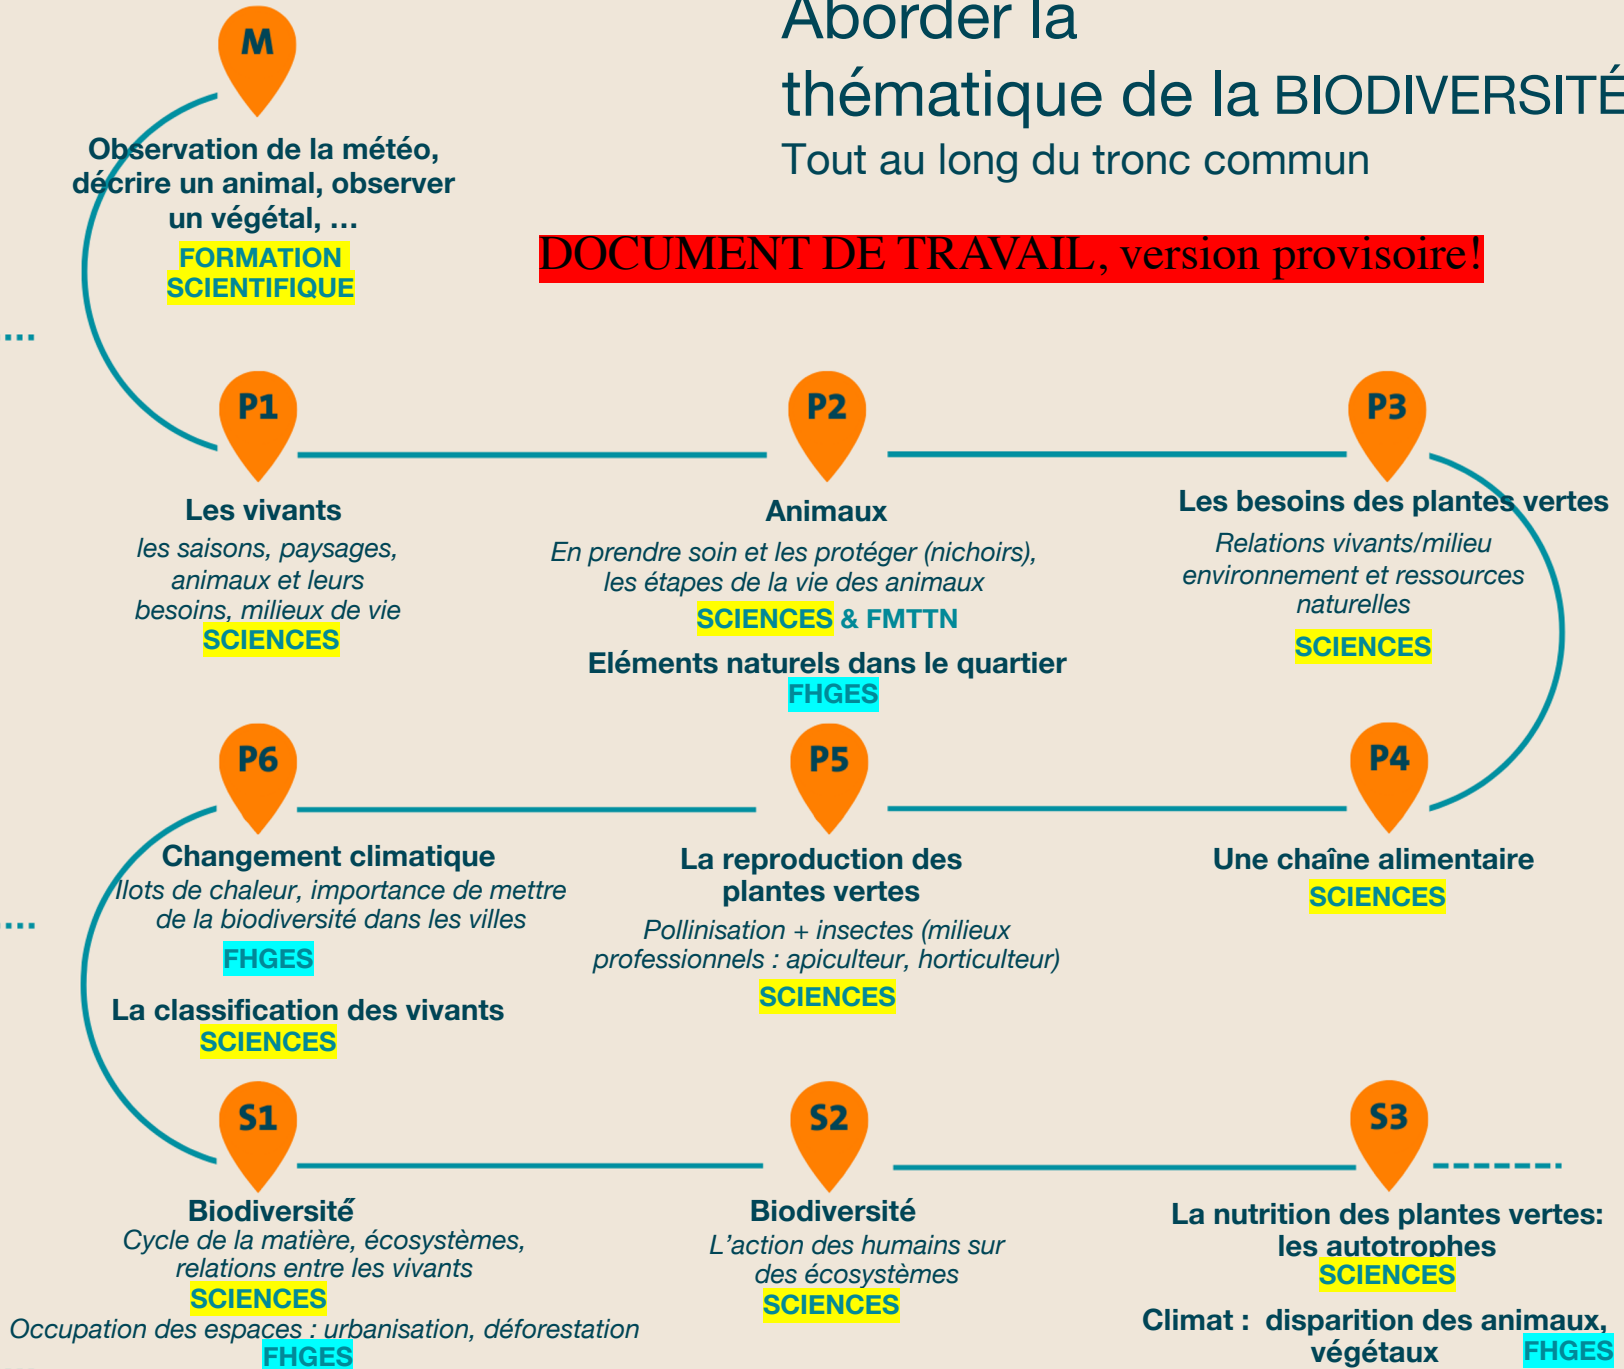 Aborder la
thématique de la BIODIVERSITÉ
Tout au long du tronc commun
DOCUMENT DE TRAVAIL, version provisoire!
M
Observation de la météo,
décrire un animal, observer
un végétal, ...
FORMATION
SCIENTIFIQUE
P1
Les vivants
les saisons, paysages,
animaux et leurs
besoins, milieux de vie
SCIENCES
P2
Animaux
En prendre soin et les protéger (nichoirs),
les étapes de la vie des animaux
SCIENCES & FMTTN
Eléments naturels dans le quartier
FHGES
P3
Les besoins des plantes vertes
Relations vivants/milieu
environnement et ressources
naturelles
SCIENCES
P4
Une chaîne alimentaire
SCIENCES
P5
La reproduction des
plantes vertes
Pollinisation + insectes (milieux
professionnels : apiculteur, horticulteur)
SCIENCES
P6
Changement climatique
Ilots de chaleur, importance de mettre
de la biodiversité dans les villes
FHGES
La classification des vivants
SCIENCES
S1
Biodiversité
Cycle de la matière, écosystèmes,
relations entre les vivants
SCIENCES
Occupation des espaces : urbanisation, déforestation
FHGES
S2
Biodiversité
L'action des humains sur
des écosystèmes
SCIENCES
S3
La nutrition des plantes vertes:
les autotrophes
SCIENCES
Climat : disparition des animaux,
végétaux FHGES